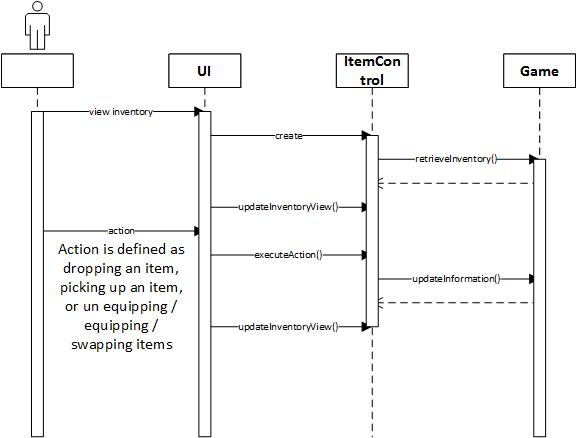 UI
ItemCon
trol
Game
view inventory
create
retrieveInventory()
updateInventoryView()
action
Action is defined as
dropping an item,
picking up an item,
or un equipping /
equipping /
swapping items
executeAction()
updateInformation()
updateInventoryView()